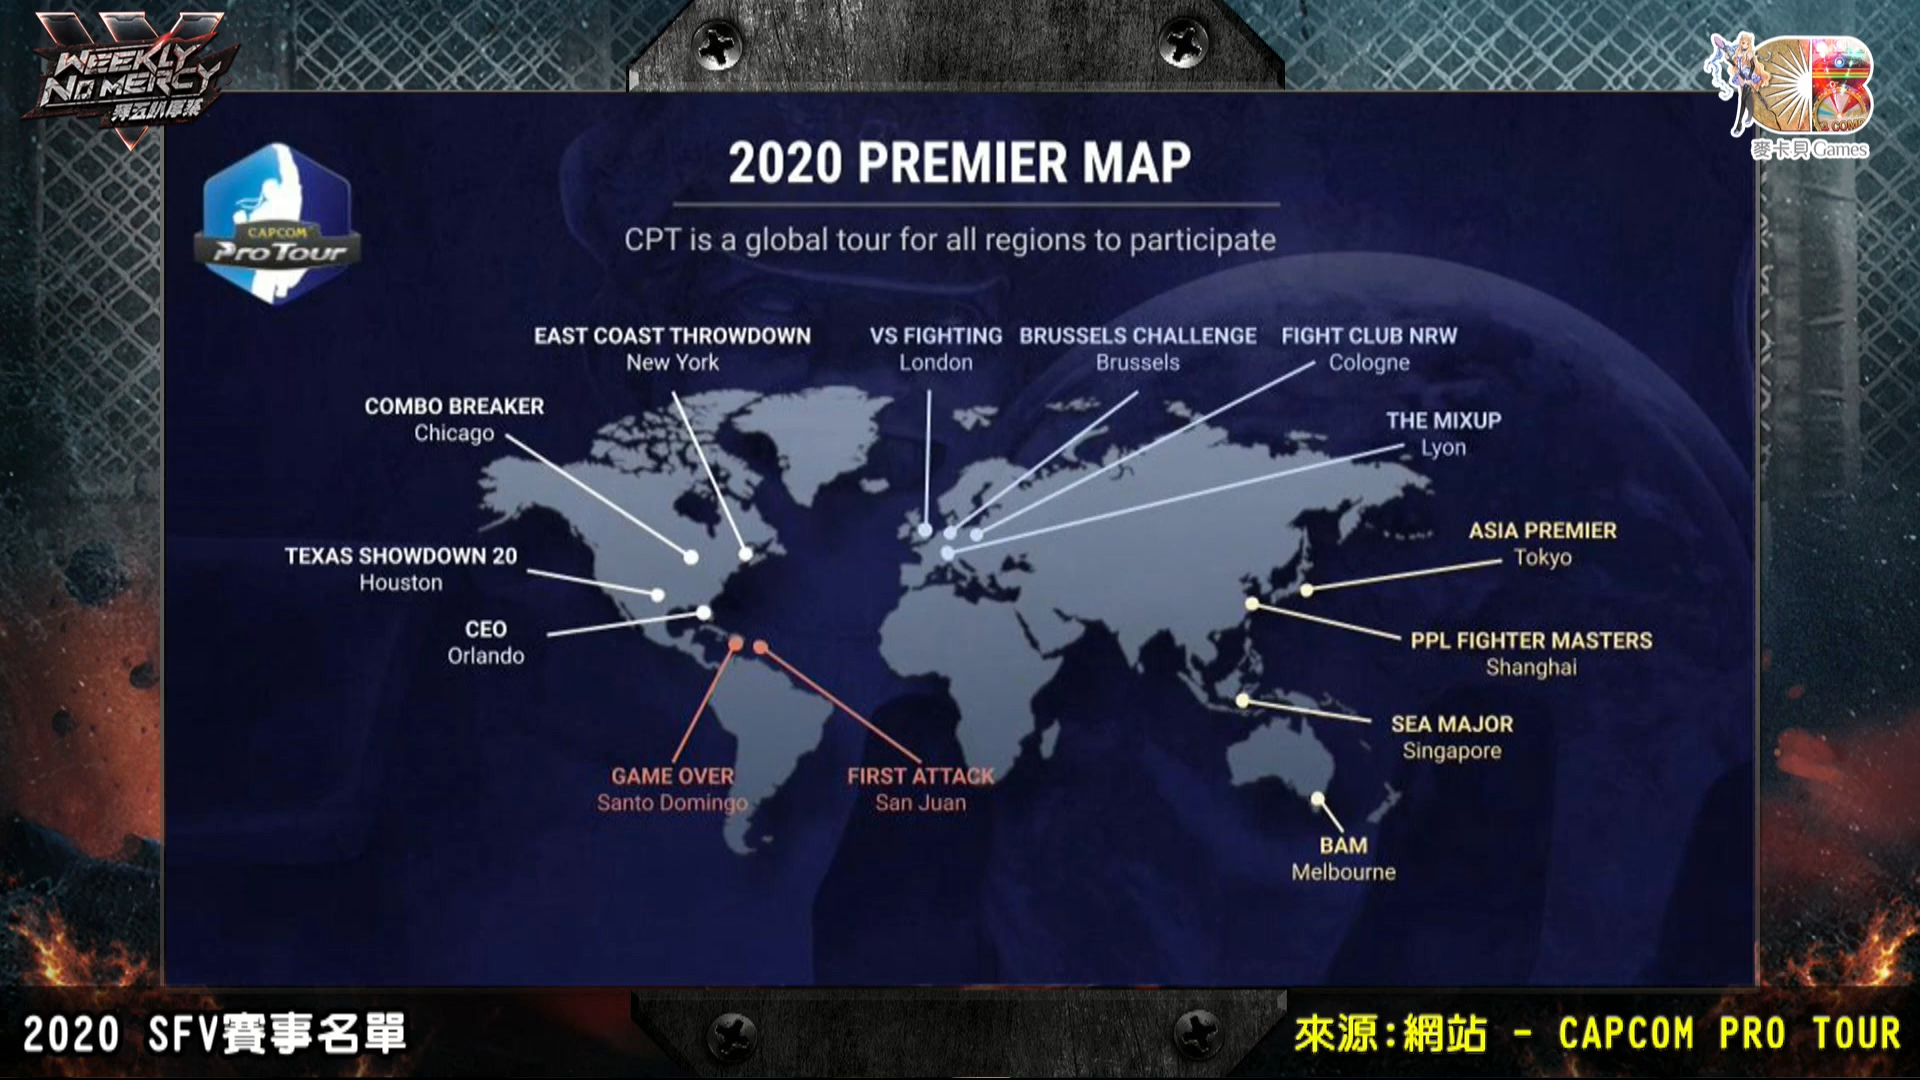 WEEKLY
NO MERCY
2020 PREMIER MAP
CPT is a global tour for all regions to participate
CAPCOM
Pro Tour
麥卡貝Games
EAST COAST THROWDOWN
New York
VS FIGHTING
London
BRUSSELS CHALLENGE
Brussels
FIGHT CLUB NRW
Cologne
COMBO BREAKER
Chicago
THE MIXUP
Lyon
TEXAS SHOWDOWN 20
Houston
ASIA PREMIER
Tokyo
CEO
Orlando
PPL FIGHTER MASTERS
Shanghai
SEA MAJOR
Singapore
GAME OVER
Santo Domingo
FIRST ATTACK
San Juan
BAM
Melbourne
2020 SFV賽事名單
來源:網站 - CAPCOM PRO TOUR